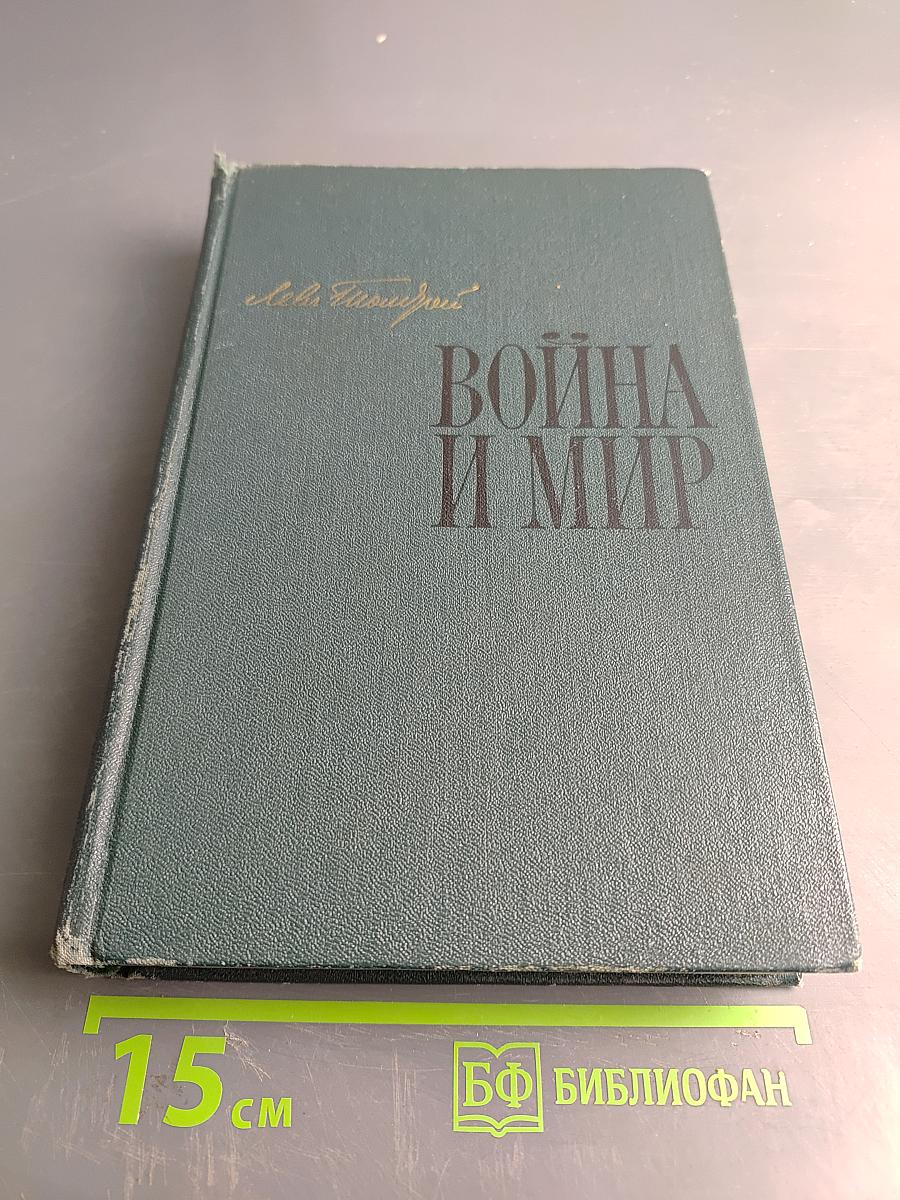 Лев Толстой
ВОЙНА
И МИР
15 см
БФ БИБЛИОФАН